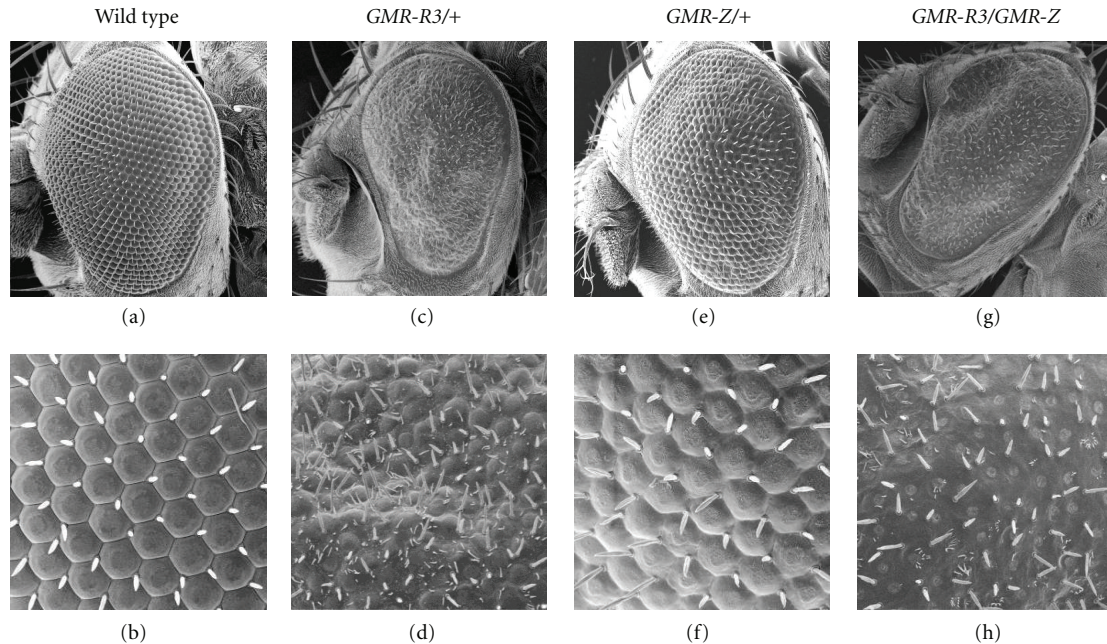 Wild type GMR-R3/+ GMR-Z/+ GMR-R3/GMR-Z
(a) (c) (e) (g)
(b) (d) (f) (h)